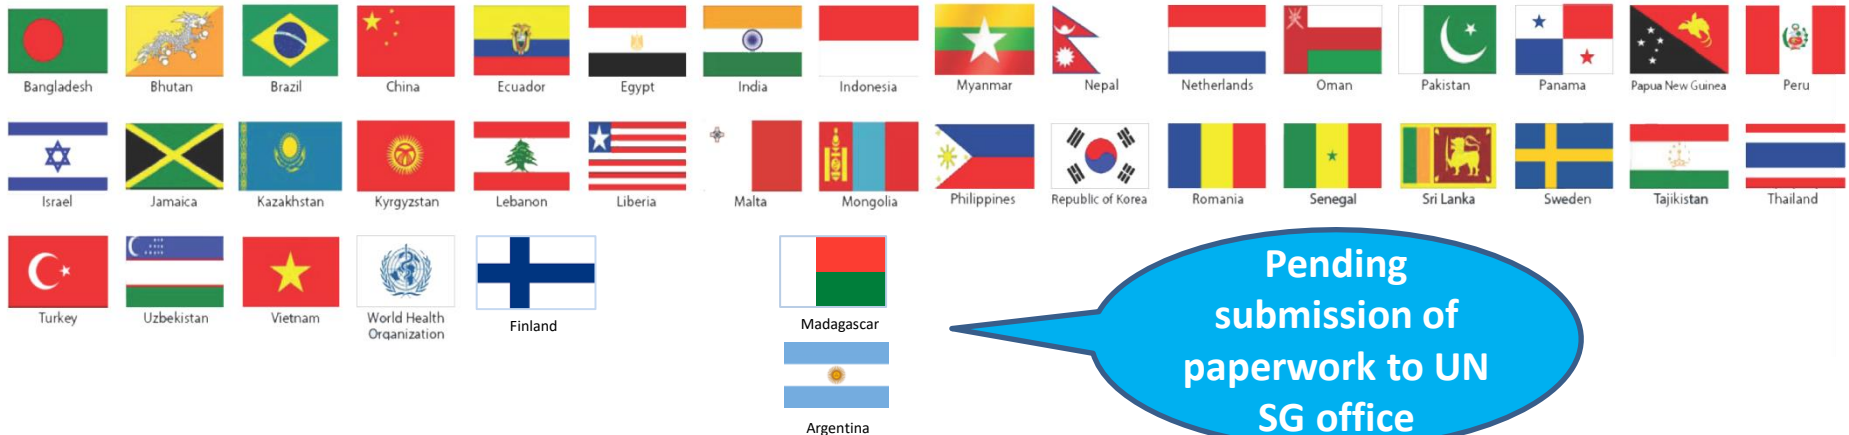 Bangladesh Bhutan Brazil China Ecuador Egypt India Indonesia Myanmar Nepal Netherlands Oman Pakistan Panama Papua New Guinea Peru
Israel Jamaica Kazakhstan Kyrgyzstan Lebanon Liberia Malta Mongolia Philippines Republic of Korea Romania Senegal Sri Lanka Sweden Tajikistan Thailand
Turkey Uzbekistan Vietnam World Health
Organization
Finland
Madagascar
Argentina
Pending
submission of
paperwork to UN
SG office